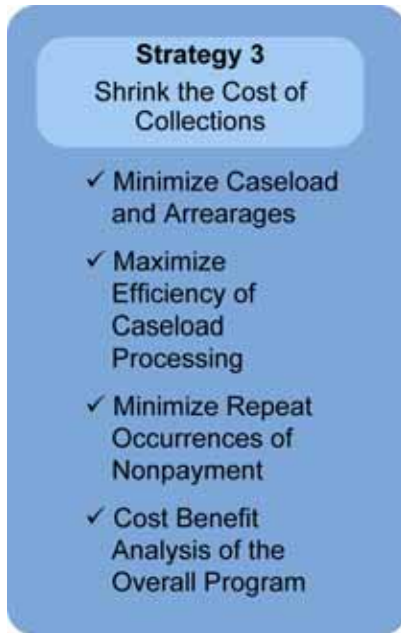 Strategy 3
Shrink the Cost of
Collections
✓ Minimize Caseload
and Arrearages
✓ Maximize
Efficiency of
Caseload
Processing
✓ Minimize Repeat
Occurrences of
Nonpayment
✓ Cost Benefit
Analysis of the
Overall Program